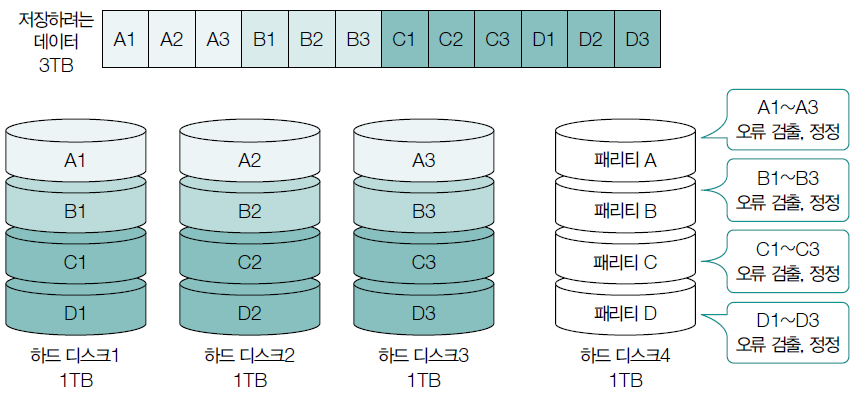 저장하려는
데이터
3TB
A1 A2 A3 B1 B2 B3 C1 C2 C3 D1 D2 D3
A1 A2 A3 패리티 A
B1 B2 B3 패리티 B
C1 C2 C3 패리티 C
D1 D2 D3 패리티 D
A1~A3
오류 검출, 정정
B1~B3
오류 검출, 정정
C1~C3
오류 검출, 정정
D1~D3
오류 검출, 정정
하드 디스크1
1TB
하드 디스크2
1TB
하드 디스크3
1TB
하드 디스크4
1TB